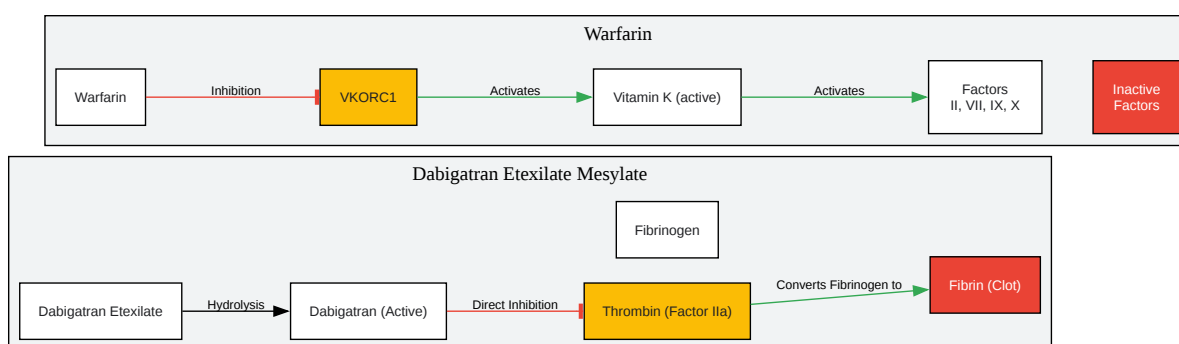 Warfarin
Warfarin
Inhibition
VKORC1
Activates
Vitamin K (active)
Activates
Factors
II, VII, IX, X
Inactive
Factors
Dabigatran Etexilate Mesylate
Fibrinogen
Dabigatran Etexilate
Hydrolysis
Dabigatran (Active)
Direct Inhibition
Thrombin (Factor IIa)
Converts Fibrinogen to
Fibrin (Clot)